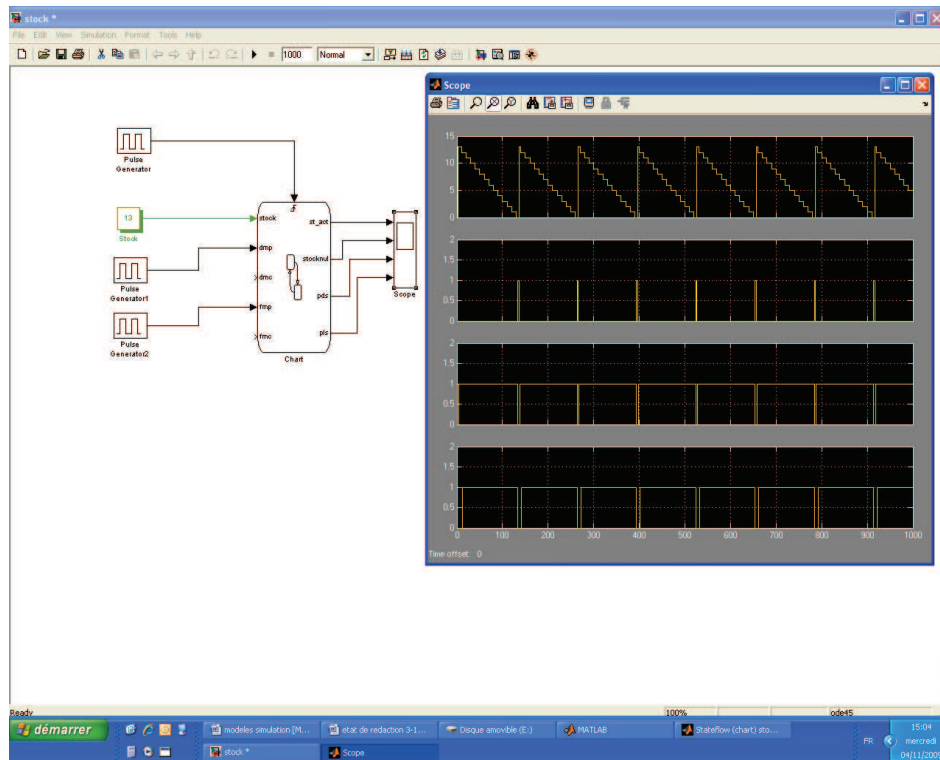 stock *
File Edit View Simulation Format Tools Help
1000 Normal
Scope
Pulse
Generator
13
Stock
Pulse
Generator1
Pulse
Generator2
stock
dmp
dmc
fmp
fmc
st_act
stocknul
pds
pls
Chart
Scope
15
10
5
0
2
1.5
1
0.5
0
2
1.5
1
0.5
0
2
1.5
1
0.5
0
0 100 200 300 400 500 600 700 800 900 1000
Time offset: 0
Ready 100% ode45
démarrer
modeles simulation [M...
etat de redaction 3-1...
Disque amovible (E:)
MATLAB
Stateflow (chart) sto...
stock *
Scope
FR
15:04
mercredi
04/11/2009